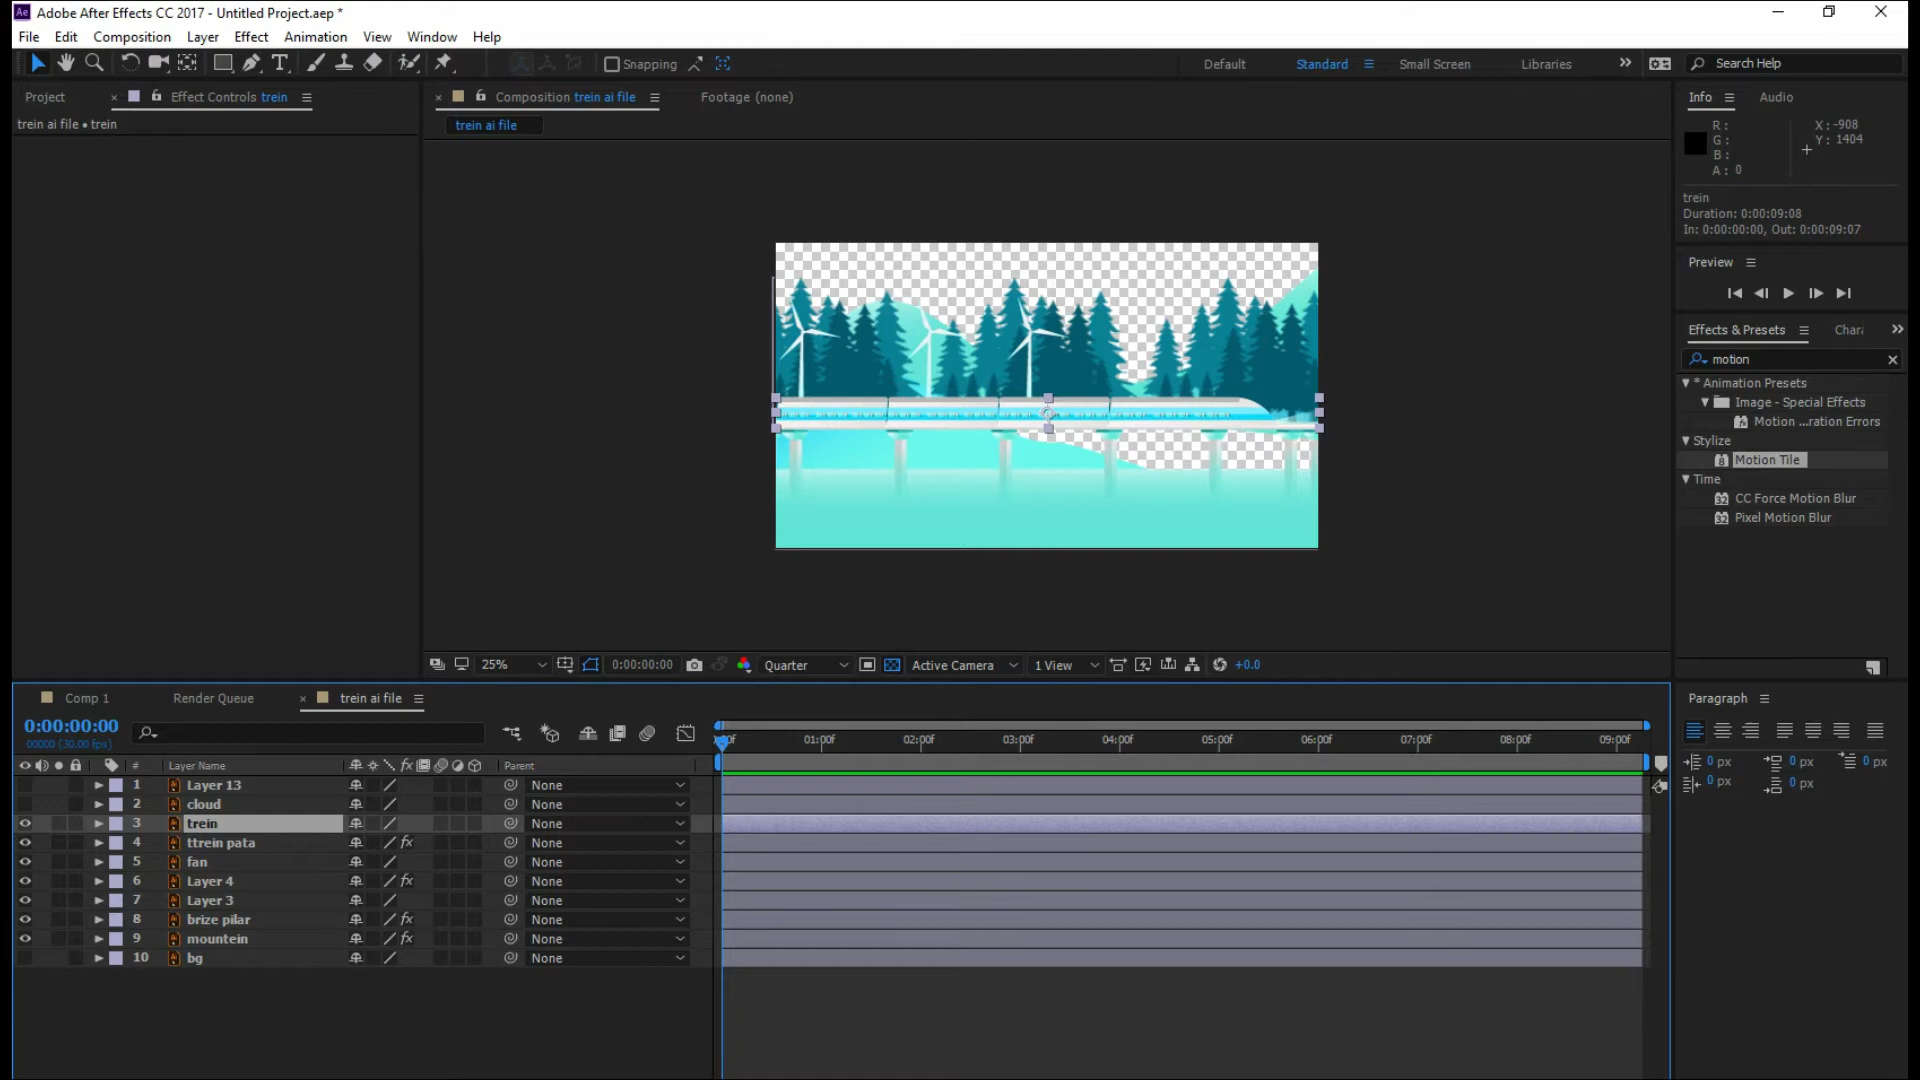 Adobe After Effects CC 2017 - Untitled Project.aep *
File Edit Composition Layer Effect Animation View Window Help
Snapping Default Standard Small Screen Libraries Search Help
Project Effect Controls trein Composition trein ai file Footage (none) Info Audio
trein ai file • trein
trein ai file
R: X: -908
G: Y: 1404
B:
A: 0
trein
Duration: 0:00:09:08
In: 0:00:00:00, Out: 0:00:09:07
Preview
Effects & Presets
motion
* Animation Presets
Image - Special Effects
Motion ...ration Errors
Stylize
Motion Tile
Time
CC Force Motion Blur
Pixel Motion Blur
25% 0:00:00:00 Quarter Active Camera 1 View +0.0
Comp 1 Render Queue trein ai file Paragraph
0:00:00:00
00000 (30.00 fps)
01:00f 02:00f 03:00f 04:00f 05:00f 06:00f 07:00f 08:00f 09:00f
# Layer Name fx Parent
0 px 0 px 0 px
0 px 0 px
1 Layer 13 None
2 cloud None
3 trein None
4 ttrein pata fx None
5 fan None
6 Layer 4 fx None
7 Layer 3 None
8 brize pilar fx None
9 mountein fx None
10 bg None